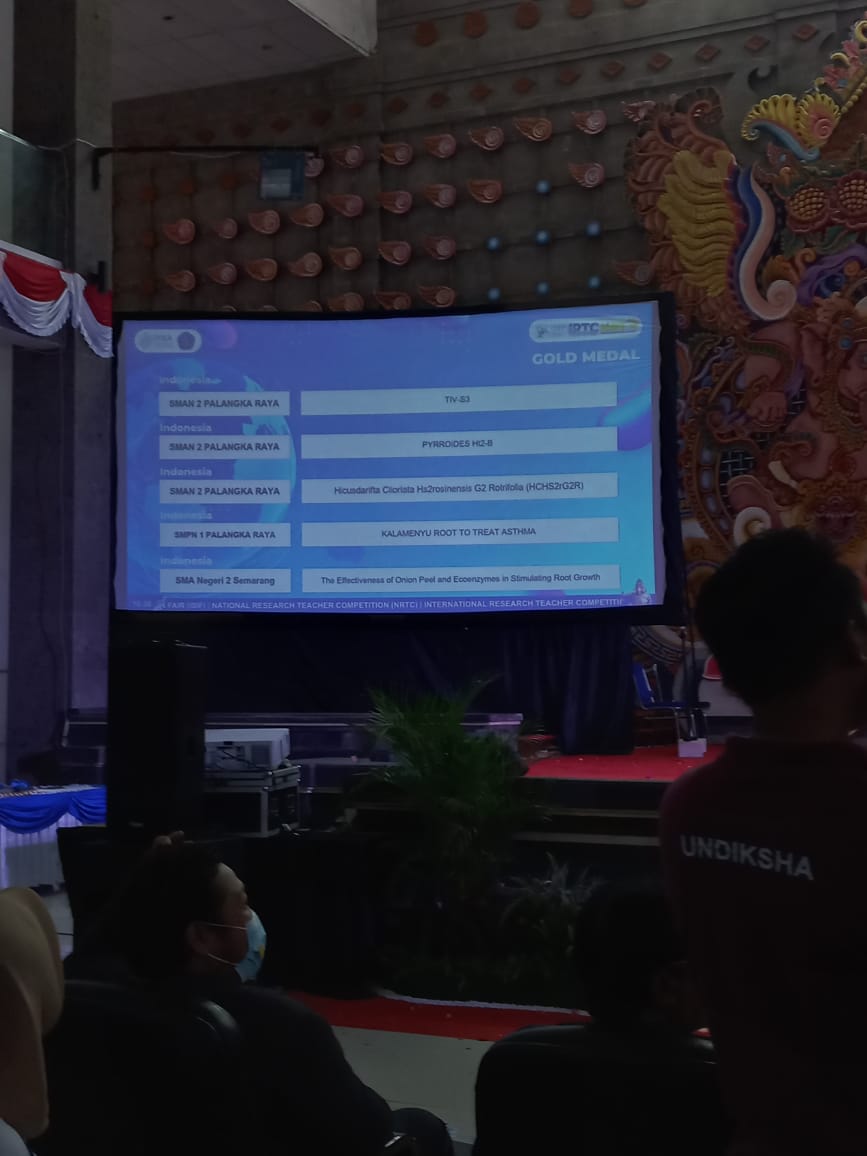 IRTC
GOLD MEDAL
Indonesia
SMAN 2 PALANGKA RAYA
TIV-S3
Indonesia
SMAN 2 PALANGKA RAYA
PYRROIDES HI2-B
Indonesia
SMAN 2 PALANGKA RAYA
Hicusdarifta Cliorista Hs2rosinensis G2 Rotrifolia (HCHS2rG2R)
Indonesia
SMPN 1 PALANGKA RAYA
KALAMENYU ROOT TO TREAT ASTHMA
Indonesia
SMA Negeri 2 Semarang
The Effectiveness of Onion Peel and Ecoenzymes in Stimulating Root Growth
FAIR | NATIONAL RESEARCH TEACHER COMPETITION (NRTC) | INTERNATIONAL RESEARCH TEACHER
UNDIKSHA